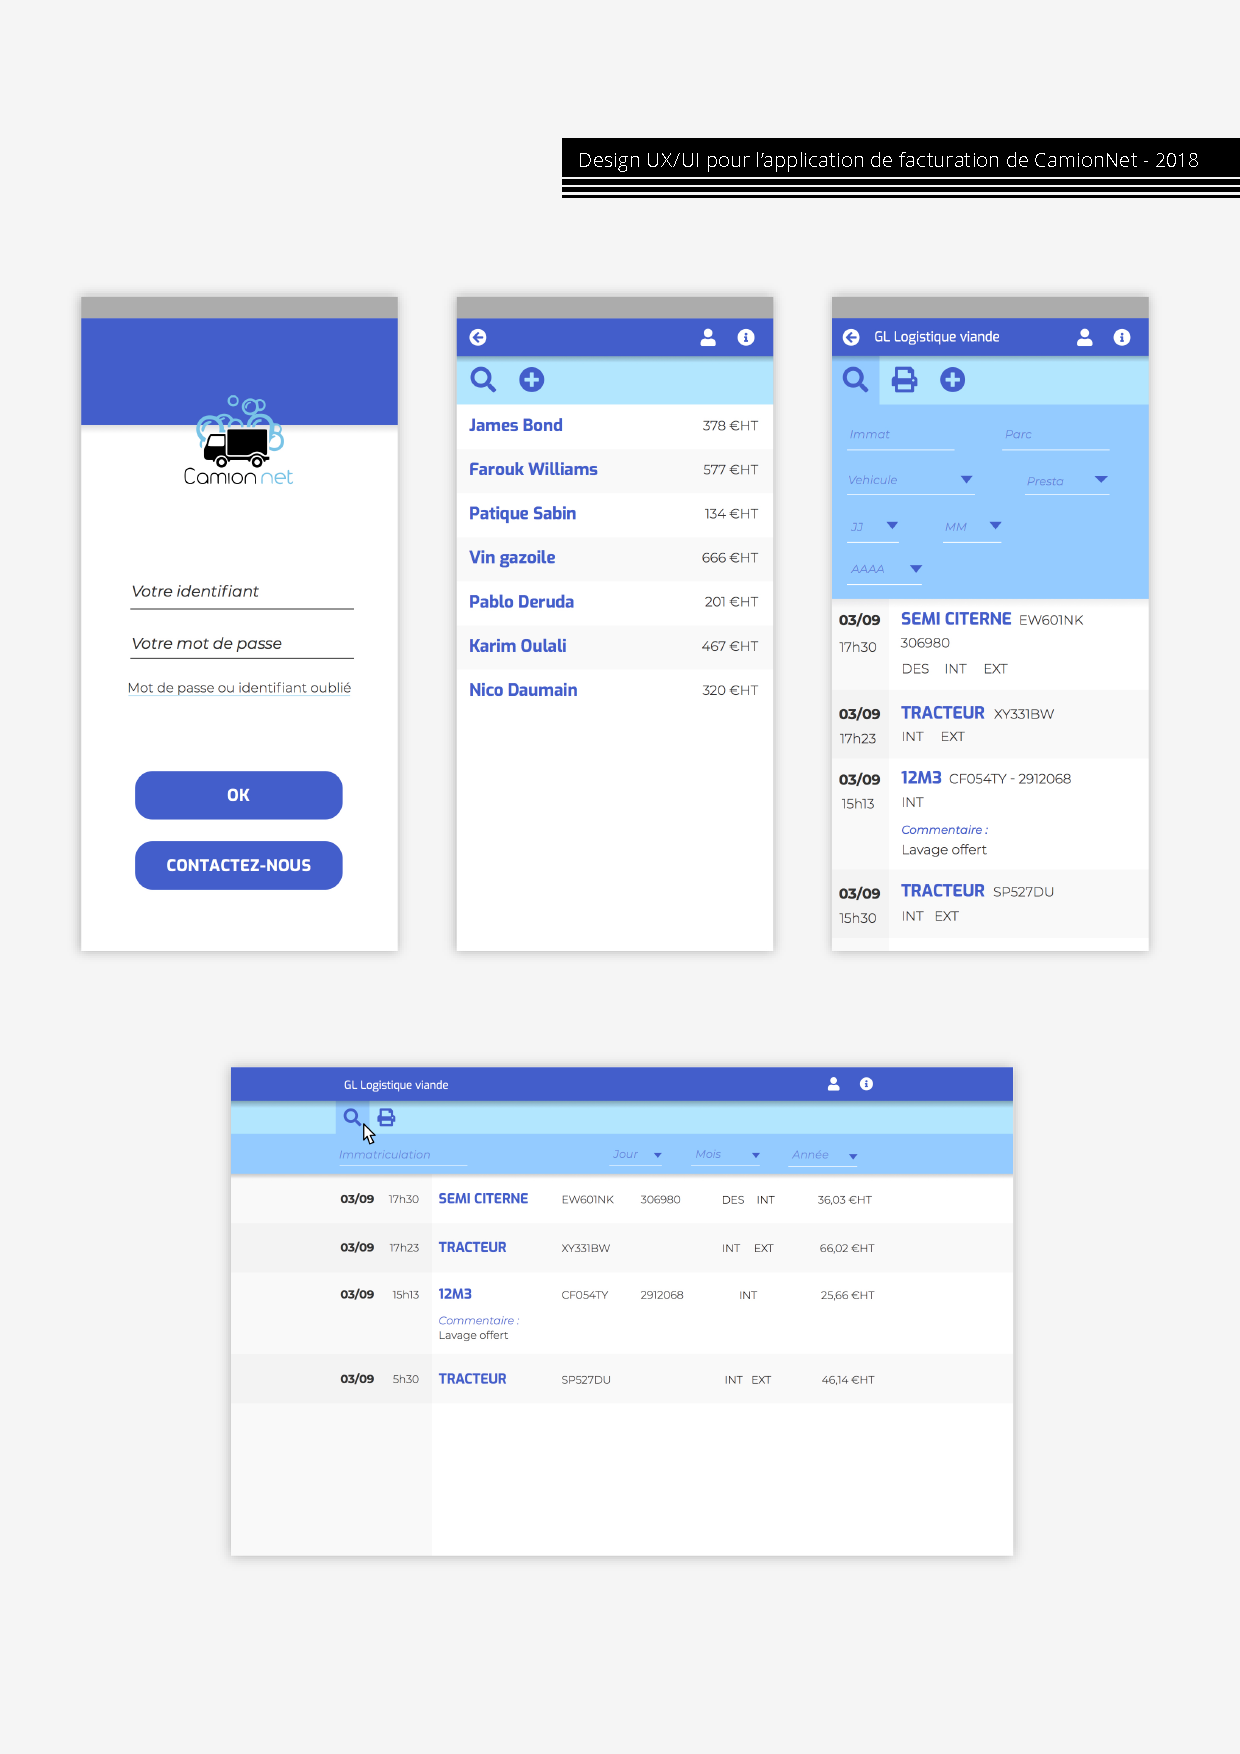 Design UX/UI pour l'application de facturation de CamionNet - 2018
Camion net
Votre identifiant
Votre mot de passe
Mot de passe ou identifiant oublié
OK
CONTACTEZ-NOUS
James Bond 378 €HT
Farouk Williams 577 €HT
Patique Sabin 134 €HT
Vin gazoile 666 €HT
Pablo Deruda 201 €HT
Karim Oulali 467 €HT
Nico Daumain 320 €HT
GL Logistique viande
Immat Parc
Vehicule Presta
JJ MM
AAAA
03/09 SEMI CITERNE EW601NK
17h30 306980
DES INT EXT
03/09 TRACTEUR XY331BW
17h23 INT EXT
03/09 12M3 CF054TY - 2912068
15h13 INT
Commentaire :
Lavage offert
03/09 TRACTEUR SP527DU
15h30 INT EXT
GL Logistique viande
Immatriculation Jour Mois Année
03/09 17h30 SEMI CITERNE EW601NK 306980 DES INT 36,03 €HT
03/09 17h23 TRACTEUR XY331BW INT EXT 66,02 €HT
03/09 15h13 12M3 CF054TY 2912068 INT 25,66 €HT
Commentaire :
Lavage offert
03/09 5h30 TRACTEUR SP527DU INT EXT 46,14 €HT